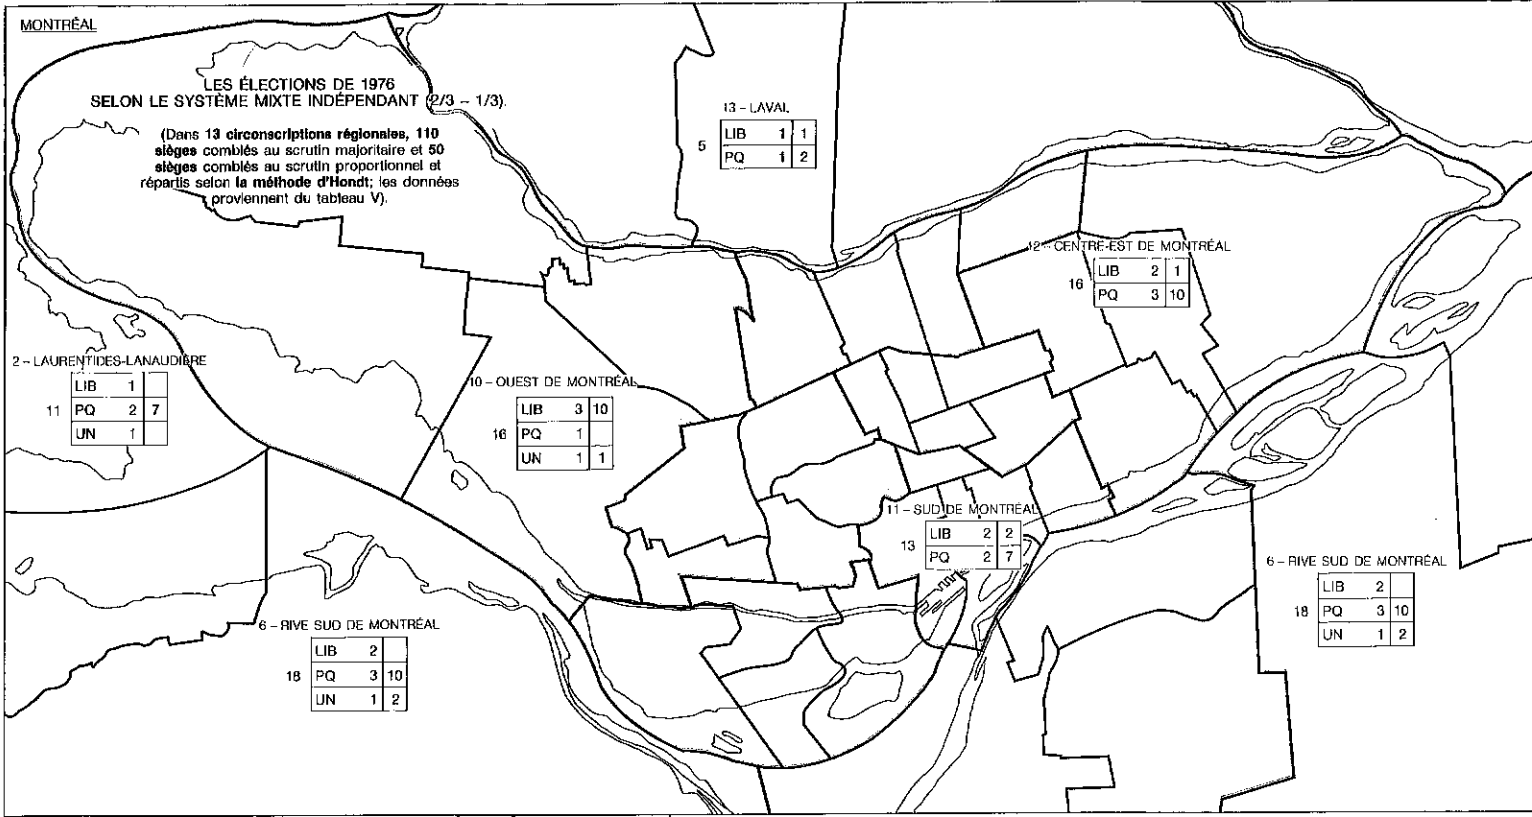 MONTRÉAL
LES ÉLECTIONS DE 1976
SELON LE SYSTÈME MIXTE INDÉPENDANT (2/3 – 1/3).
(Dans 13 circonscriptions régionales, 110
sièges comblés au scrutin majoritaire et 50
sièges comblés au scrutin proportionnel et
répartis selon la méthode d'Hondt; les données
proviennent du tableau V).
13 – LAVAL
5
LIB 1 1
PQ 1 2
12 – CENTRE-EST DE MONTRÉAL
16
LIB 2 1
PQ 3 10
2 – LAURENTIDES-LANAUDIÈRE
11
LIB 1
PQ 2 7
UN 1
10 – OUEST DE MONTRÉAL
16
LIB 3 10
PQ 1
UN 1 1
11 – SUD DE MONTRÉAL
13
LIB 2 2
PQ 2 7
6 – RIVE SUD DE MONTRÉAL
18
LIB 2
PQ 3 10
UN 1 2
6 – RIVE SUD DE MONTRÉAL
18
LIB 2
PQ 3 10
UN 1 2